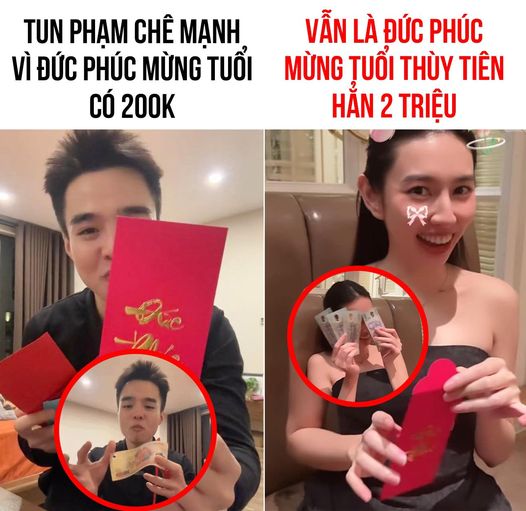 TUN PHẠM CHÊ MẠNH
VÌ ĐỨC PHÚC MỪNG TUỔI
CÓ 200K
VẪN LÀ ĐỨC PHÚC
MỪNG TUỔI THÙY TIÊN
HẲN 2 TRIỆU
Đức